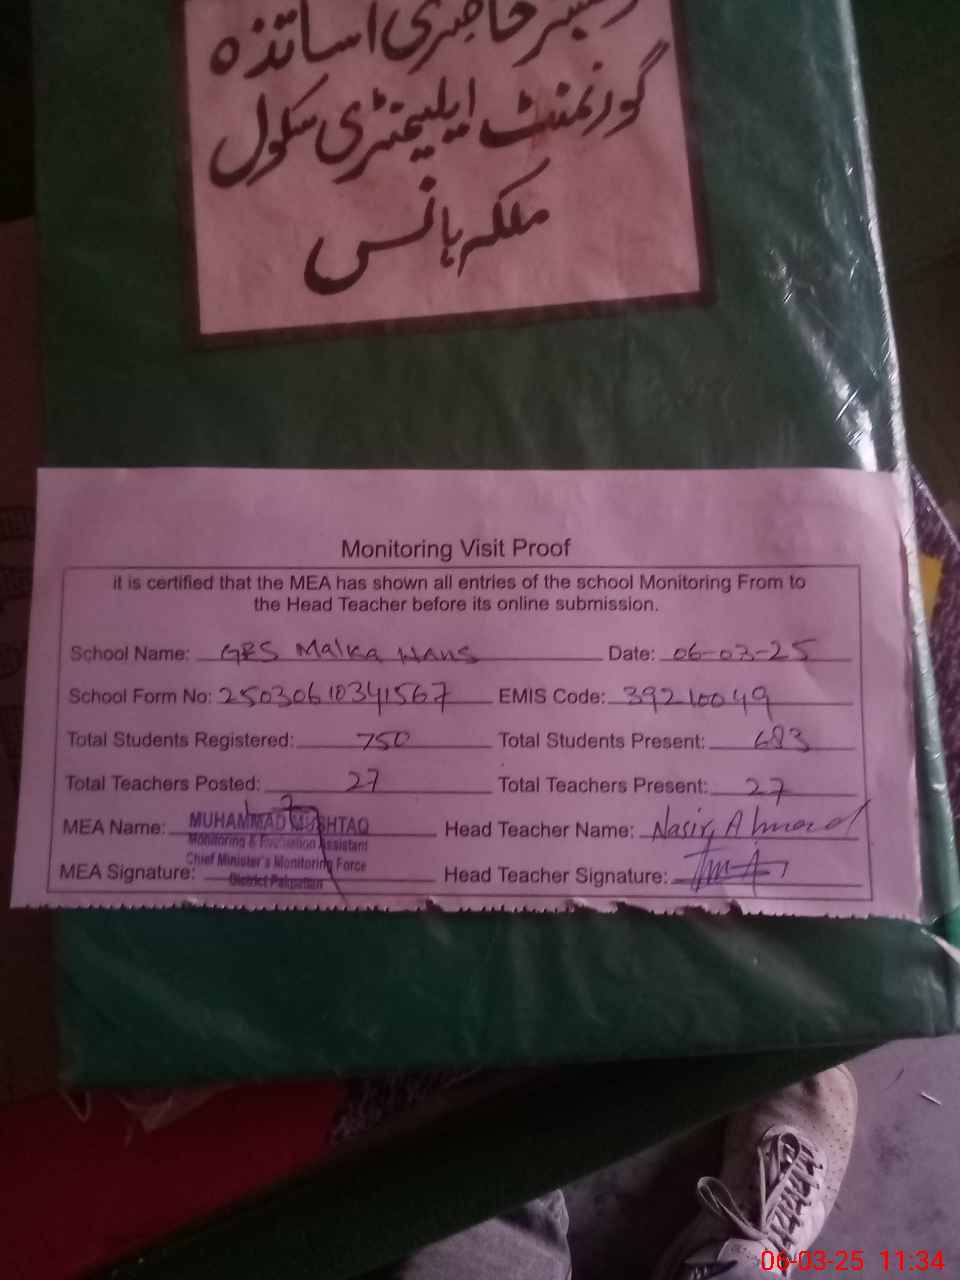 رجسٹر حاضری اساتذہ
گورنمنٹ ایلیمنٹری سکول
ملکہ ہانس
Monitoring Visit Proof
it is certified that the MEA has shown all entries of the school Monitoring From to
the Head Teacher before its online submission.
School Name: GES Malka Hans Date: 06-03-25
School Form No: 25030610341567 EMIS Code: 39210049
Total Students Registered: 750 Total Students Present: 683
Total Teachers Posted: 27 Total Teachers Present: 27
MEA Name: MUHAMMAD MUSHTAQ Head Teacher Name: Nasir Ahmad
Monitoring & Evaluation Assistant
Chief Minister's Monitoring Force
MEA Signature: District Pakpattan Head Teacher Signature:
06-03-25 11:34